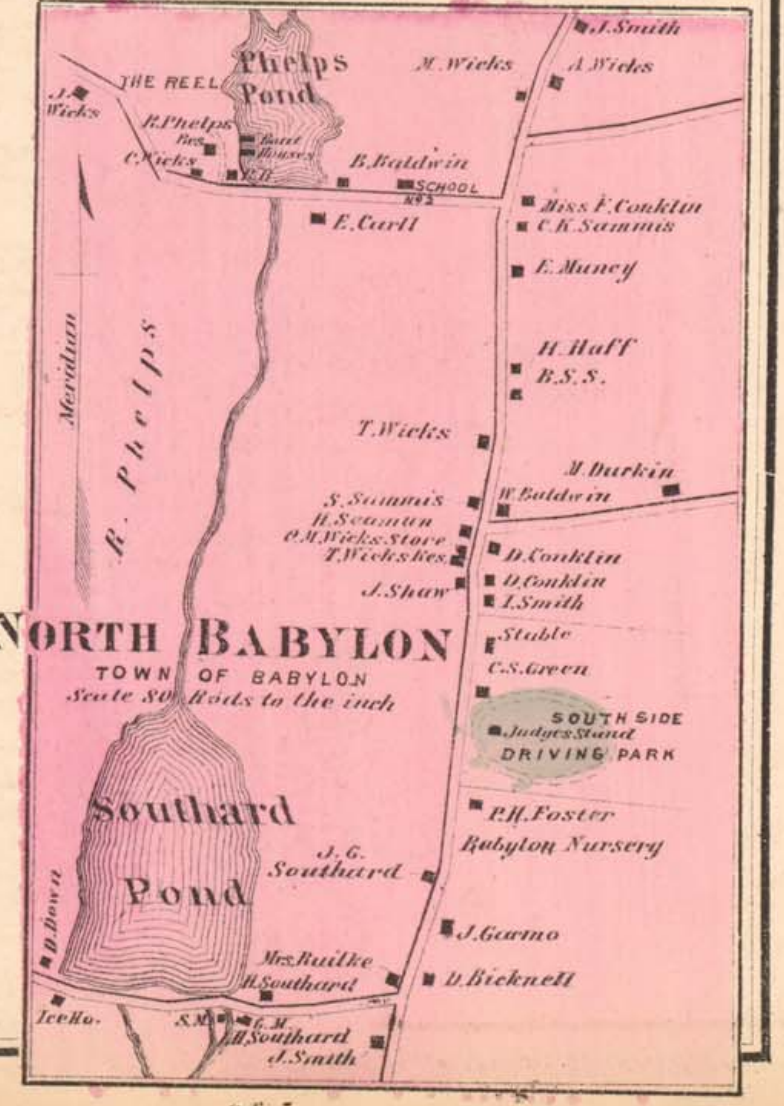 J. Smith
Phelps
Pond
M. Wicks
A. Wicks
THE REEL
J. Wicks
R. Phelps
Res.
Boat
Houses
C. Wicks
B. Baldwin
SCHOOL
No 2
Miss F. Conklin
E. Carll
C. K. Sammis
E. Muncy
Meridian
R. Phelps
H. Haff
B. S. S.
T. Wicks
M. Durkin
W. Baldwin
S. Sammis
H. Seaman
O. M. Wicks Store
T. Wicks Res.
D. Conklin
D. Conklin
J. Shaw
I. Smith
NORTH BABYLON
TOWN OF BABYLON
Scale 80 Rods to the inch
Stable
C. S. Green
SOUTH SIDE
Judges Stand
DRIVING PARK
Southard
Pond
P. H. Foster
Babylon Nursery
J. G.
Southard
D. Down
J. Garmo
Mrs. Ruilke
H. Southard
D. Bicknell
Ice Ho.
S. M.
G. M.
H. Southard
J. Smith